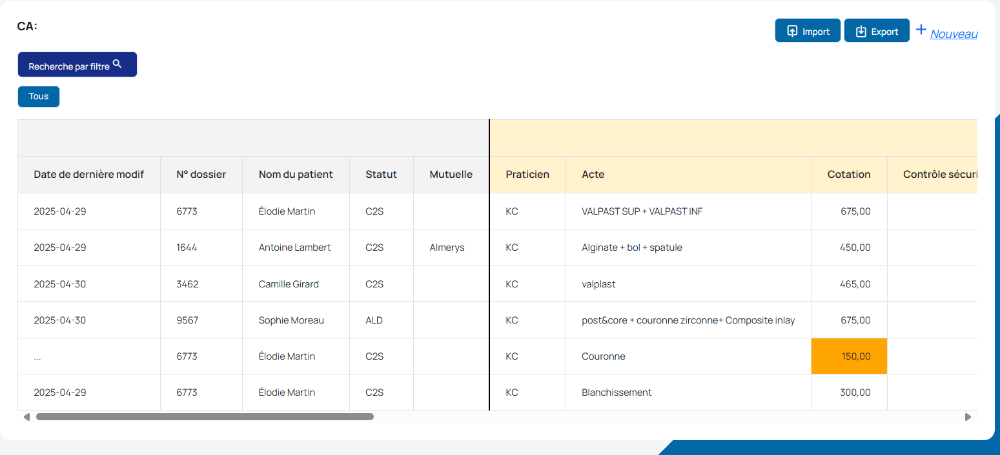 CA:
Import Export + Nouveau
Recherche par filtre
Tous
Date de dernière modif N° dossier Nom du patient Statut Mutuelle Praticien Acte Cotation Contrôle sécuri
2025-04-29 6773 Élodie Martin C2S KC VALPAST SUP + VALPAST INF 675,00
2025-04-29 1644 Antoine Lambert C2S Almerys KC Alginate + bol + spatule 450,00
2025-04-30 3462 Camille Girard C2S KC valplast 465,00
2025-04-30 9567 Sophie Moreau ALD KC post&core + couronne zirconne+ Composite inlay 675,00
... 6773 Élodie Martin C2S KC Couronne 150,00
2025-04-29 6773 Élodie Martin C2S KC Blanchissement 300,00